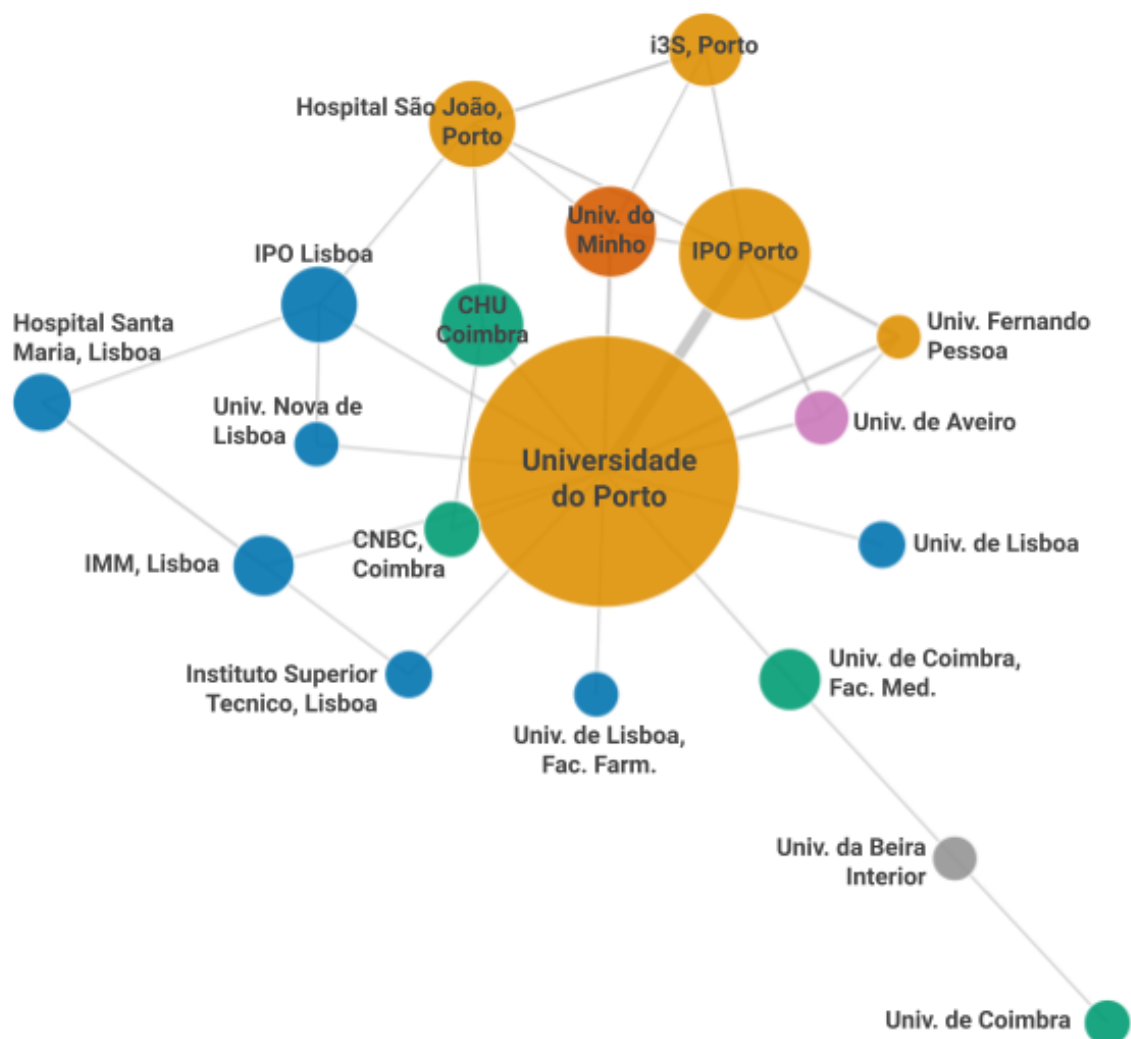 i3S, Porto
Hospital São João,
Porto
Univ. do
Minho
IPO Porto
IPO Lisboa
CHU
Coimbra
Hospital Santa
Maria, Lisboa
Univ. Fernando
Pessoa
Univ. Nova de
Lisboa
Univ. de Aveiro
Universidade
do Porto
CNBC,
Coimbra
Univ. de Lisboa
IMM, Lisboa
Instituto Superior
Tecnico, Lisboa
Univ. de Coimbra,
Fac. Med.
Univ. de Lisboa,
Fac. Farm.
Univ. da Beira
Interior
Univ. de Coimbra